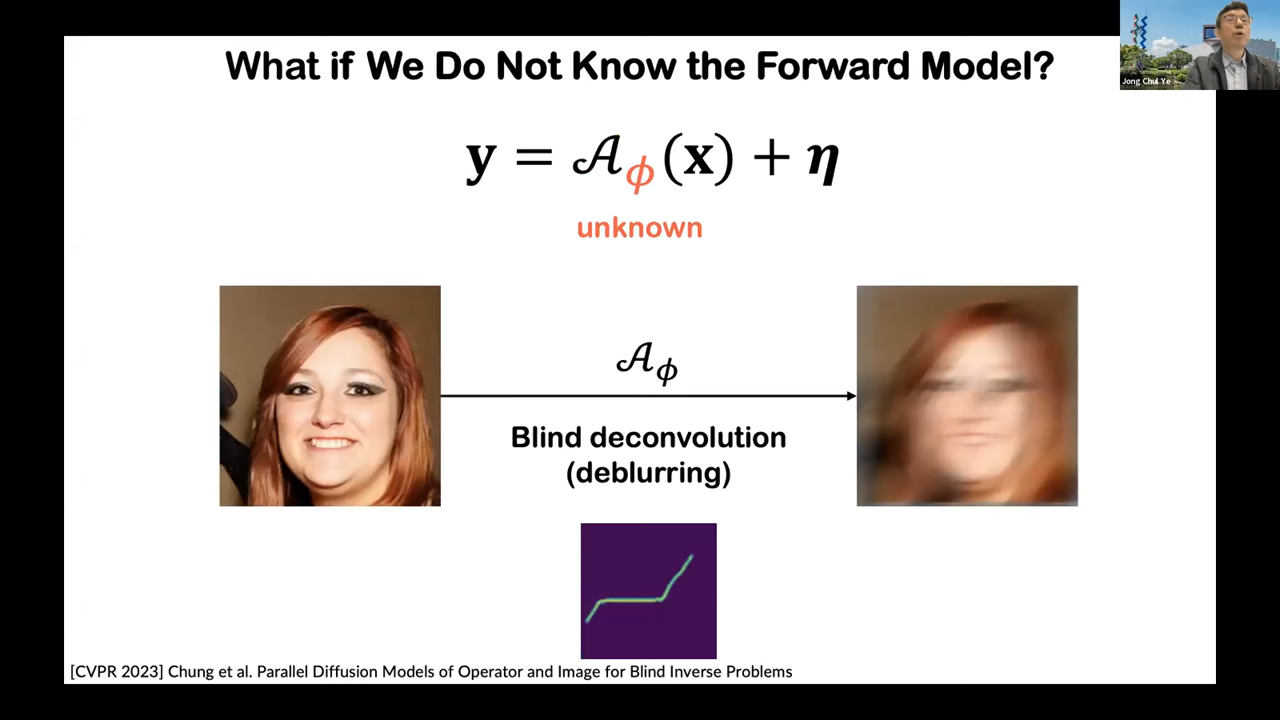 What if We Do Not Know the Forward Model?
Jong Chul Ye
𝐲 = 𝒜_ϕ(𝐱) + 𝜼
unknown
𝒜_ϕ
Blind deconvolution
(deblurring)
[CVPR 2023] Chung et al. Parallel Diffusion Models of Operator and Image for Blind Inverse Problems